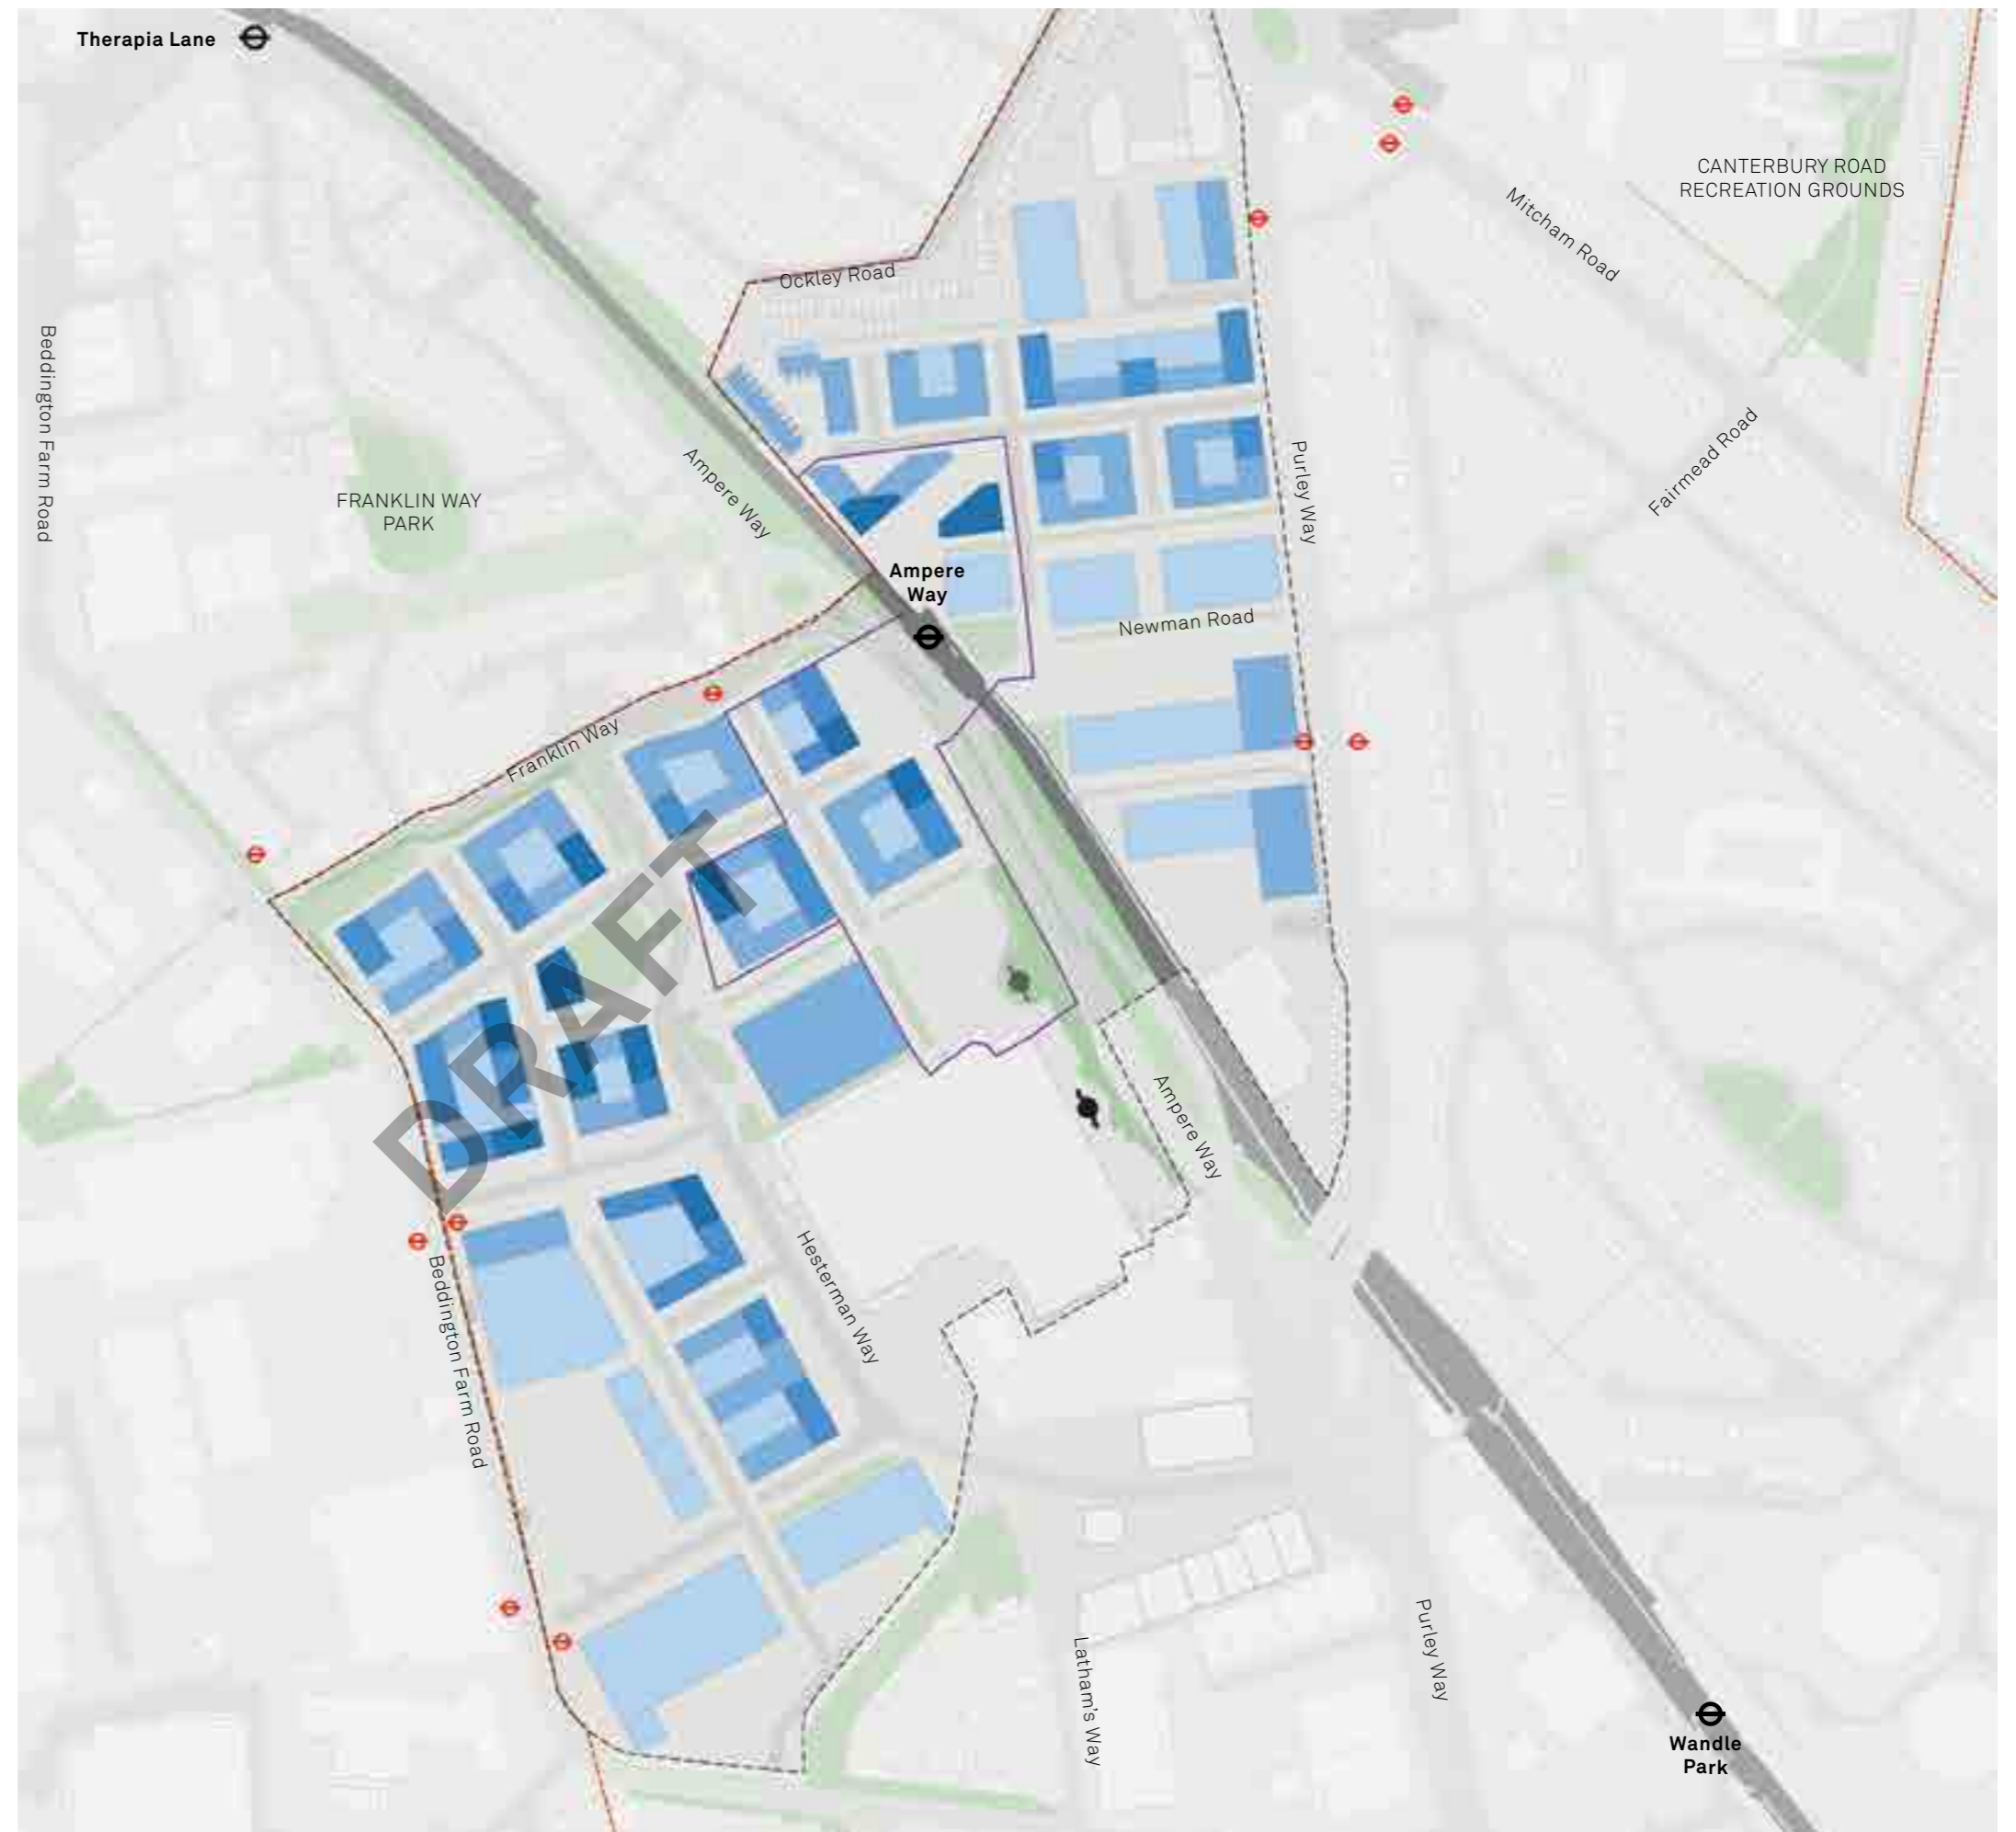 Therapia Lane
CANTERBURY ROAD
RECREATION GROUNDS
Mitcham Road
Ockley Road
Beddington Farm Road
Fairmead Road
Purley Way
Ampere Way
FRANKLIN WAY
PARK
Ampere
Way
Newman Road
Franklin Way
DRAFT
Ampere Way
Hesterman Way
Beddington Farm Road
Purley Way
Latham's Way
Wandle
Park